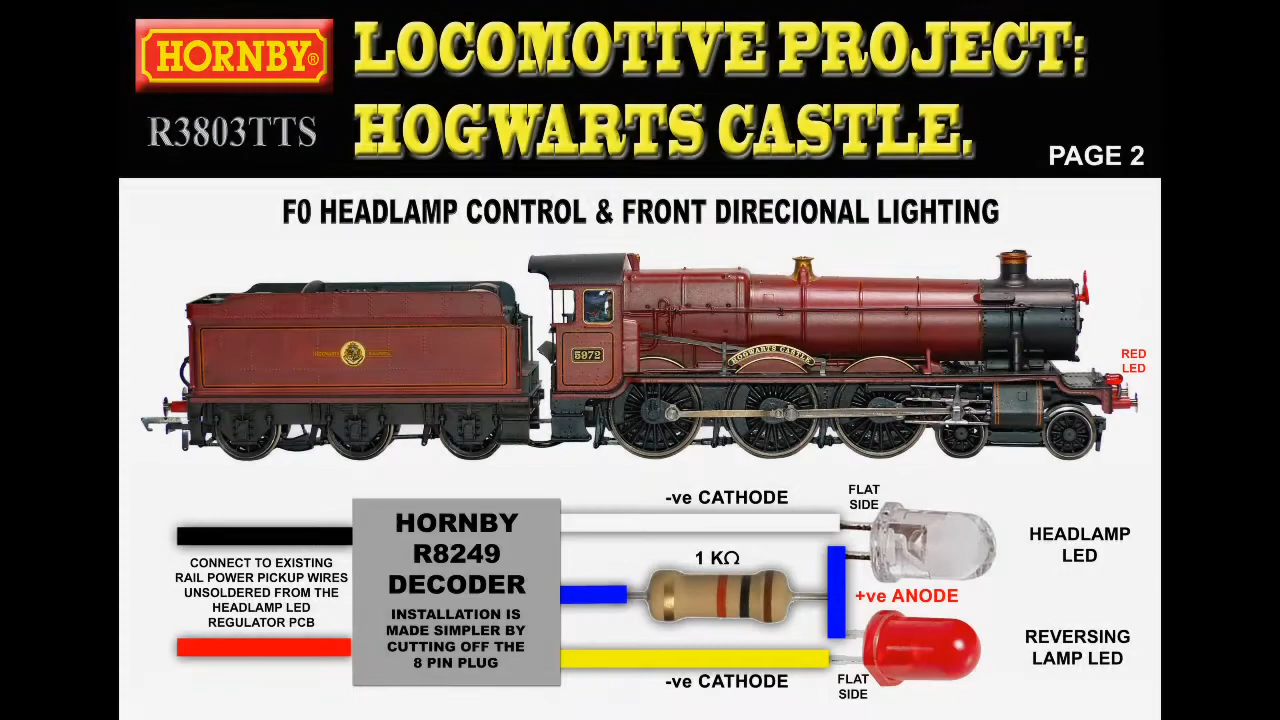 HORNBY®
R3803TTS
LOCOMOTIVE PROJECT:
HOGWARTS CASTLE.
PAGE 2
F0 HEADLAMP CONTROL & FRONT DIRECIONAL LIGHTING
5972
HOGWARTS CASTLE
RED
LED
-ve CATHODE
FLAT
SIDE
HORNBY
R8249
DECODER
INSTALLATION IS
MADE SIMPLER BY
CUTTING OFF THE
8 PIN PLUG
CONNECT TO EXISTING
RAIL POWER PICKUP WIRES
UNSOLDERED FROM THE
HEADLAMP LED
REGULATOR PCB
1 KΩ
HEADLAMP
LED
+ve ANODE
REVERSING
LAMP LED
-ve CATHODE
FLAT
SIDE